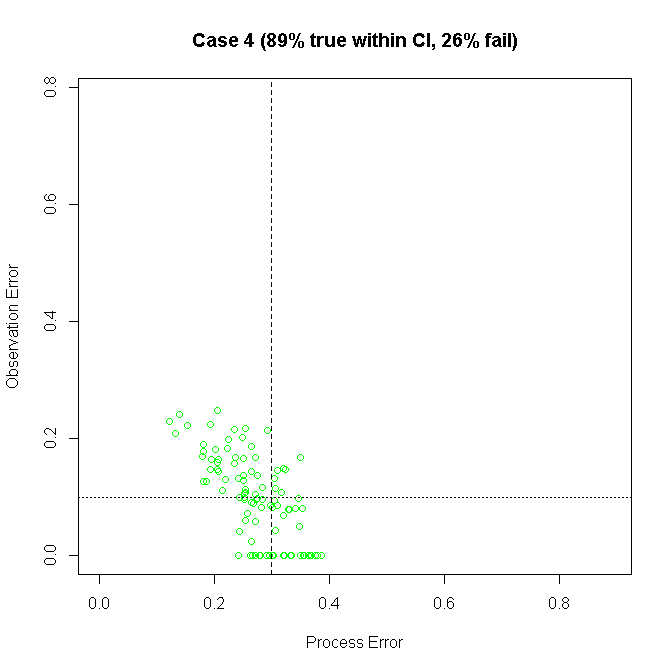 Case 4 (89% true within CI, 26% fail)
0.8
0.6
0.4
0.2
0.0
Observation Error
0.0 0.2 0.4 0.6 0.8
Process Error